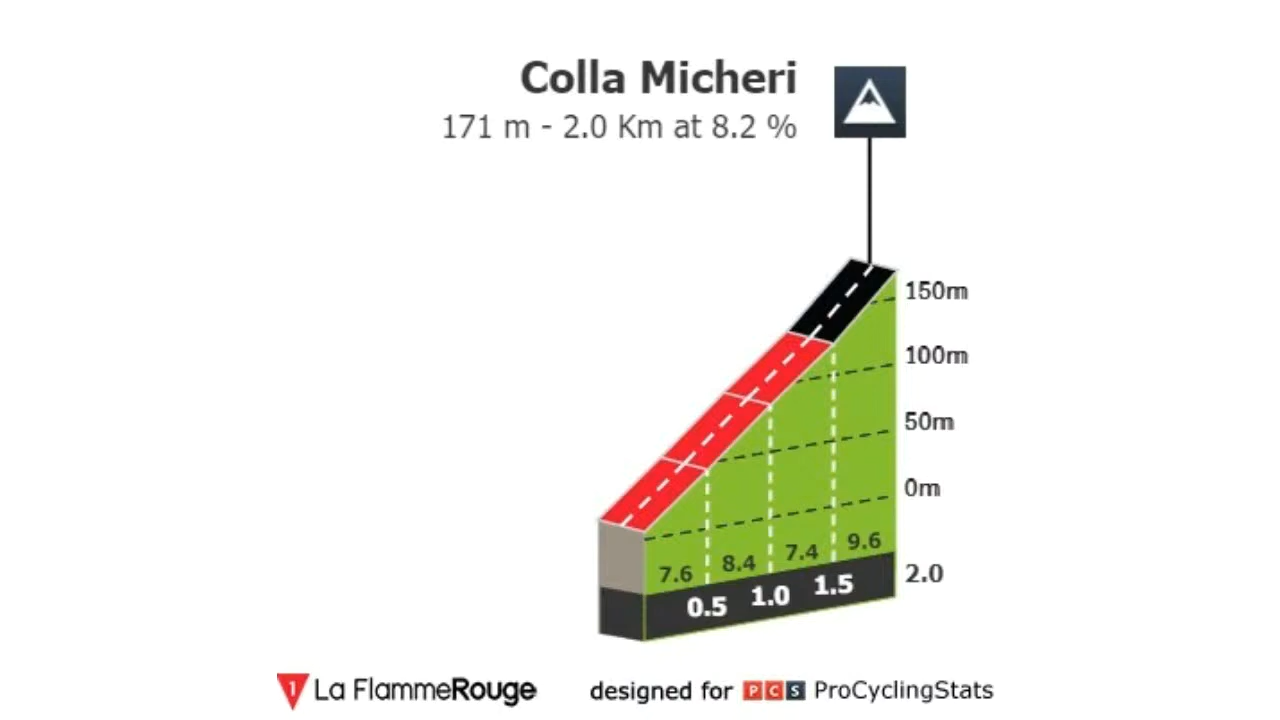 Colla Micheri
171 m - 2.0 Km at 8.2 %
150m
100m
50m
0m
7.6 8.4 7.4 9.6
0.5 1.0 1.5 2.0
1 La FlammeRouge designed for PCS ProCyclingStats